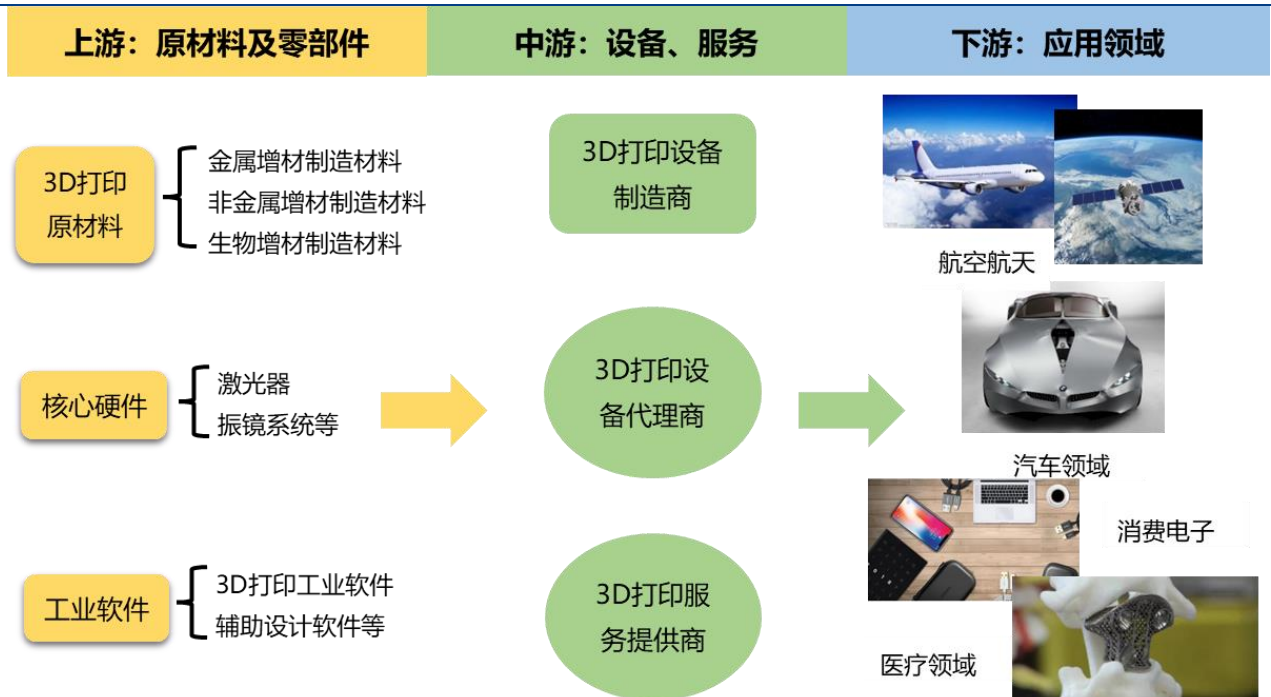 上游：原材料及零部件
中游：设备、服务
下游：应用领域
3D打印
原材料
金属增材制造材料
非金属增材制造材料
生物增材制造材料
3D打印设备
制造商
航空航天
核心硬件
激光器
振镜系统等
3D打印设
备代理商
汽车领域
消费电子
工业软件
3D打印工业软件
辅助设计软件等
3D打印服
务提供商
医疗领域